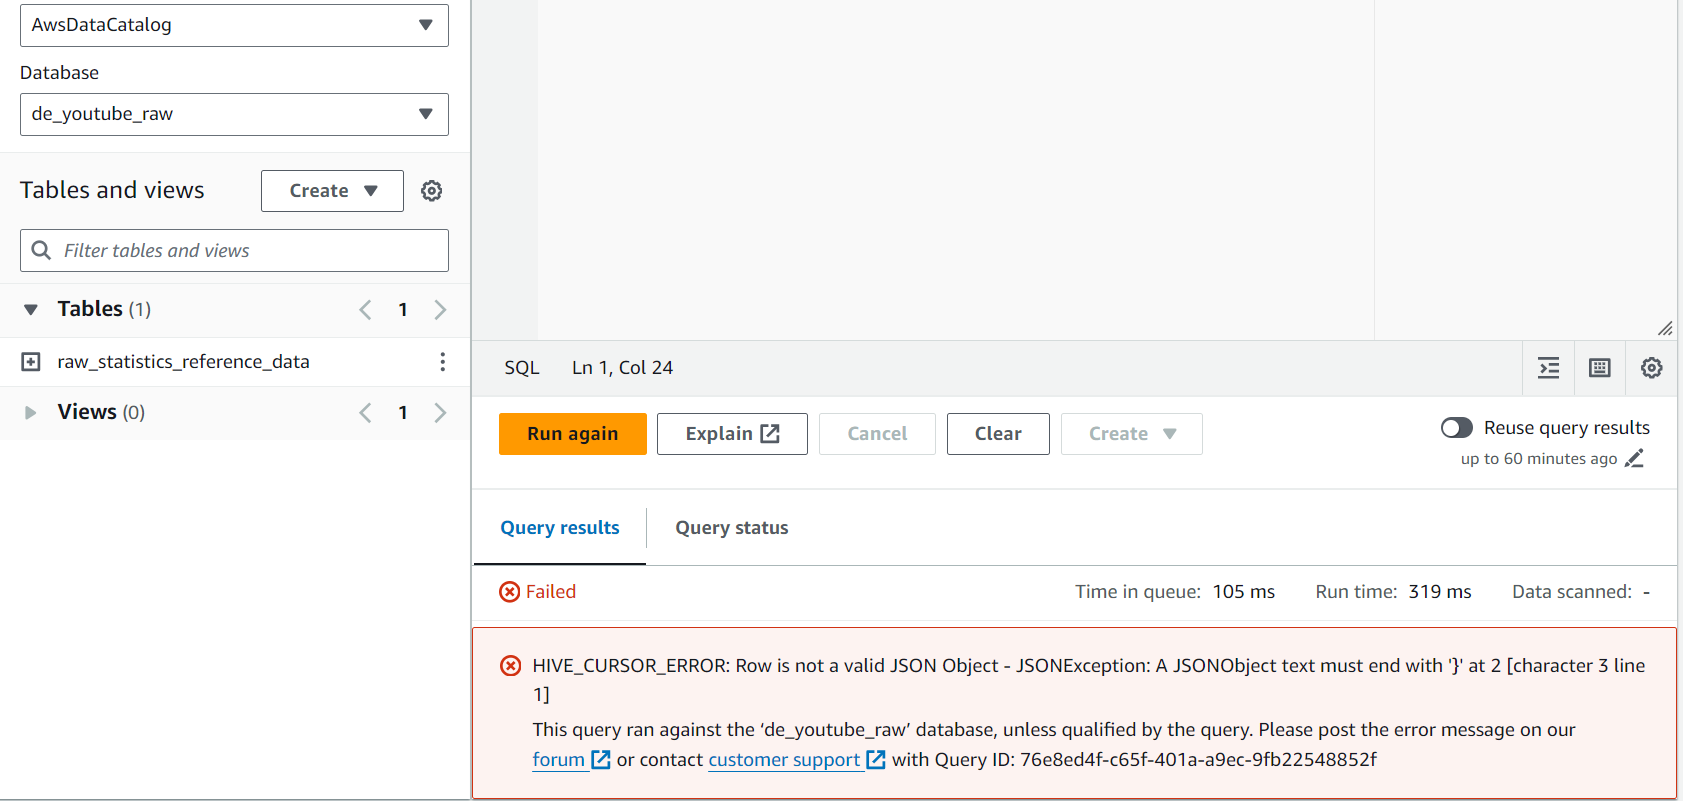 AwsDataCatalog
Database
de_youtube_raw
Tables and views
Create
Filter tables and views
Tables (1)
1
raw_statistics_reference_data
Views (0)
1
SQL
Ln 1, Col 24
Run again
Explain
Cancel
Clear
Create
Reuse query results
up to 60 minutes ago
Query results
Query status
Failed
Time in queue: 105 ms
Run time: 319 ms
Data scanned: -
HIVE_CURSOR_ERROR: Row is not a valid JSON Object - JSONException: A JSONObject text must end with '}' at 2 [character 3 line
1]
This query ran against the ‘de_youtube_raw’ database, unless qualified by the query. Please post the error message on our
forum or contact customer support with Query ID: 76e8ed4f-c65f-401a-a9ec-9fb22548852f